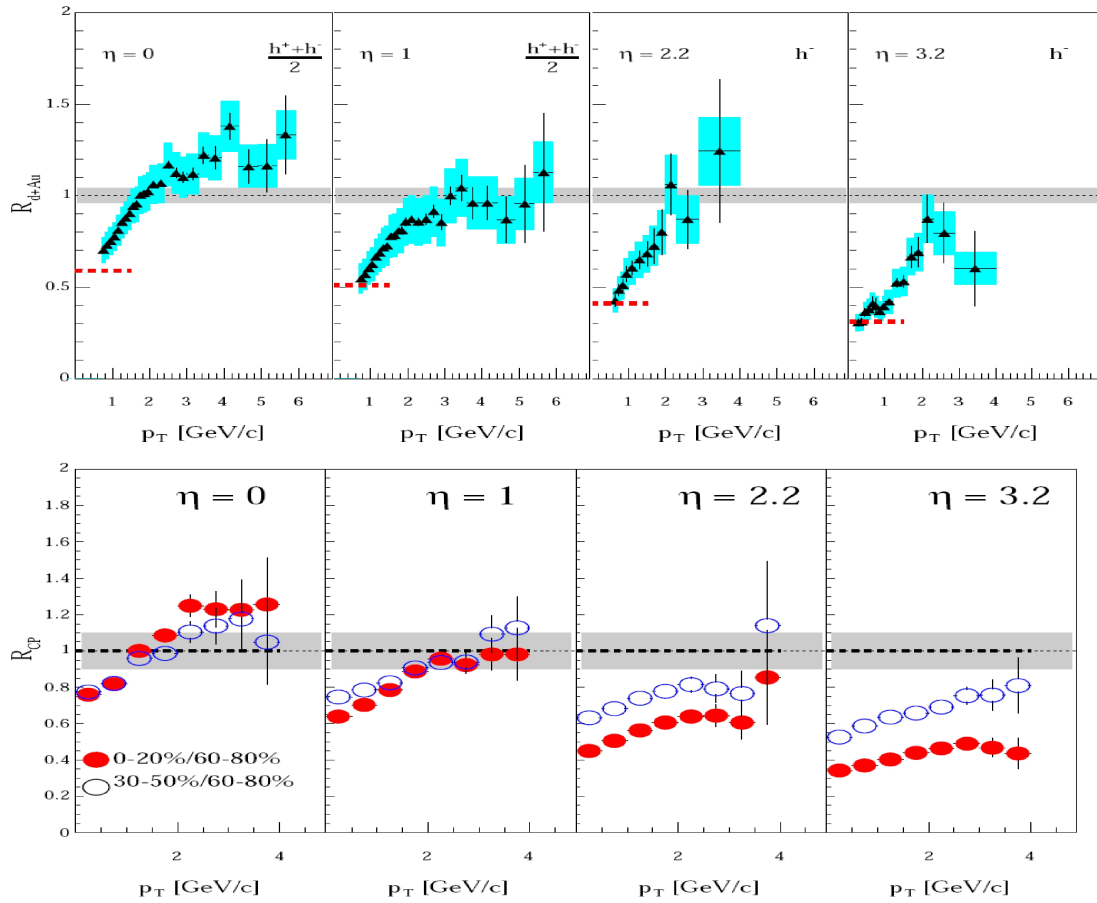 2
1.5
1
0.5
0
R_{d+Au}
η = 0
h⁺+h⁻
2
η = 1
h⁺+h⁻
2
η = 2.2
h⁻
η = 3.2
h⁻
1 2 3 4 5 6
1 2 3 4 5 6
1 2 3 4 5 6
1 2 3 4 5 6
p_T [GeV/c]
p_T [GeV/c]
p_T [GeV/c]
p_T [GeV/c]
2
1.8
1.6
1.4
1.2
1
0.8
0.6
0.4
0.2
0
R_{CP}
η = 0
η = 1
η = 2.2
η = 3.2
0-20%/60-80%
30-50%/60-80%
2 4
2 4
2 4
2 4
p_T [GeV/c]
p_T [GeV/c]
p_T [GeV/c]
p_T [GeV/c]